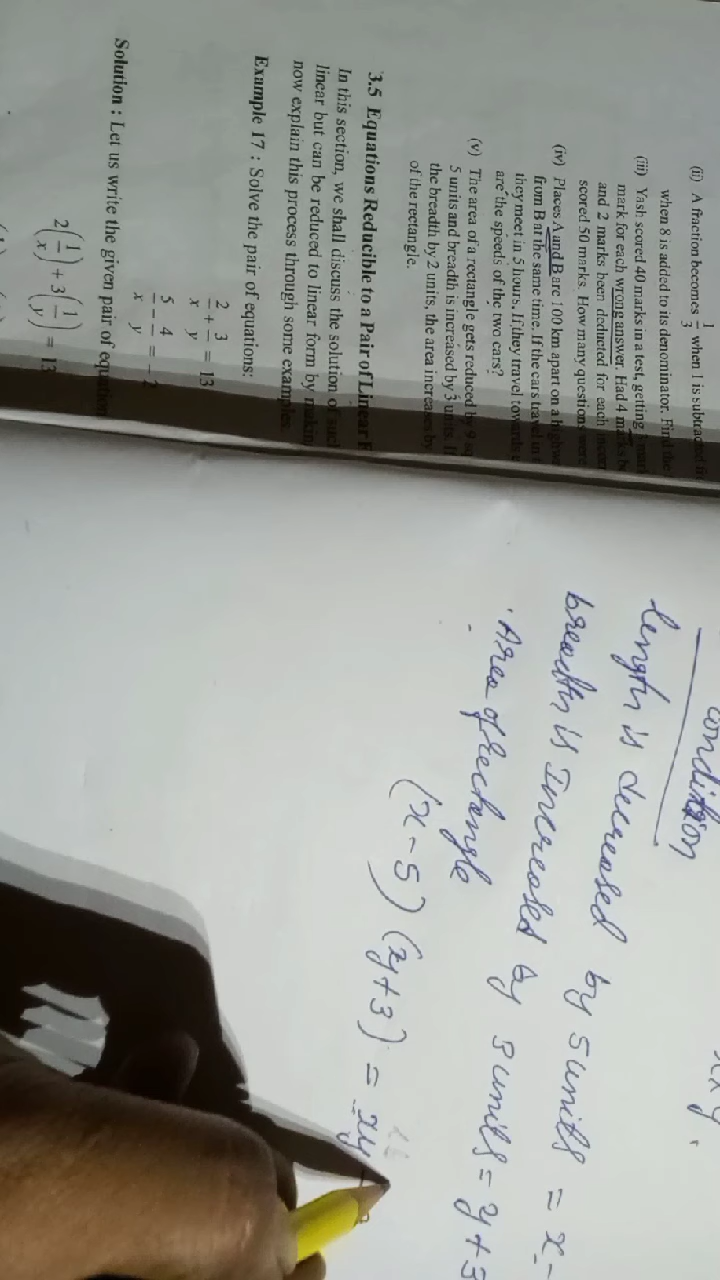 (ii) A fraction becomes 1/3 when 1 is subtracted
when 8 is added to its denominator. Find the
(iii) Yash scored 40 marks in a test, getting
mark for each wrong answer. Had 4 marks
and 2 marks been deducted for each
scored 50 marks. How many questions were
(iv) Places A and B are 100 km apart on a
from B at the same time. If the cars travel in
they meet in 5 hours. If they travel towards
are the speeds of the two cars?
(v) The area of a rectangle gets reduced by 9
5 units and breadth is increased by 3 units. If
the breadth by 2 units, the area increases by
of the rectangle.
3.5 Equations Reducible to a Pair of Linear
In this section, we shall discuss the solution of such
linear but can be reduced to linear form by making
now explain this process through some examples.
Example 17 : Solve the pair of equations:
2/x + 3/y = 13
5/x - 4/y = -2
Solution : Let us write the given pair of equation
2(1/x) + 3(1/y) = 13
condition
length is decreased by 5 units = x -
breadth is Increased by 3 units = y + 3
Area of rectangle
(x - 5) (y + 3) = xy